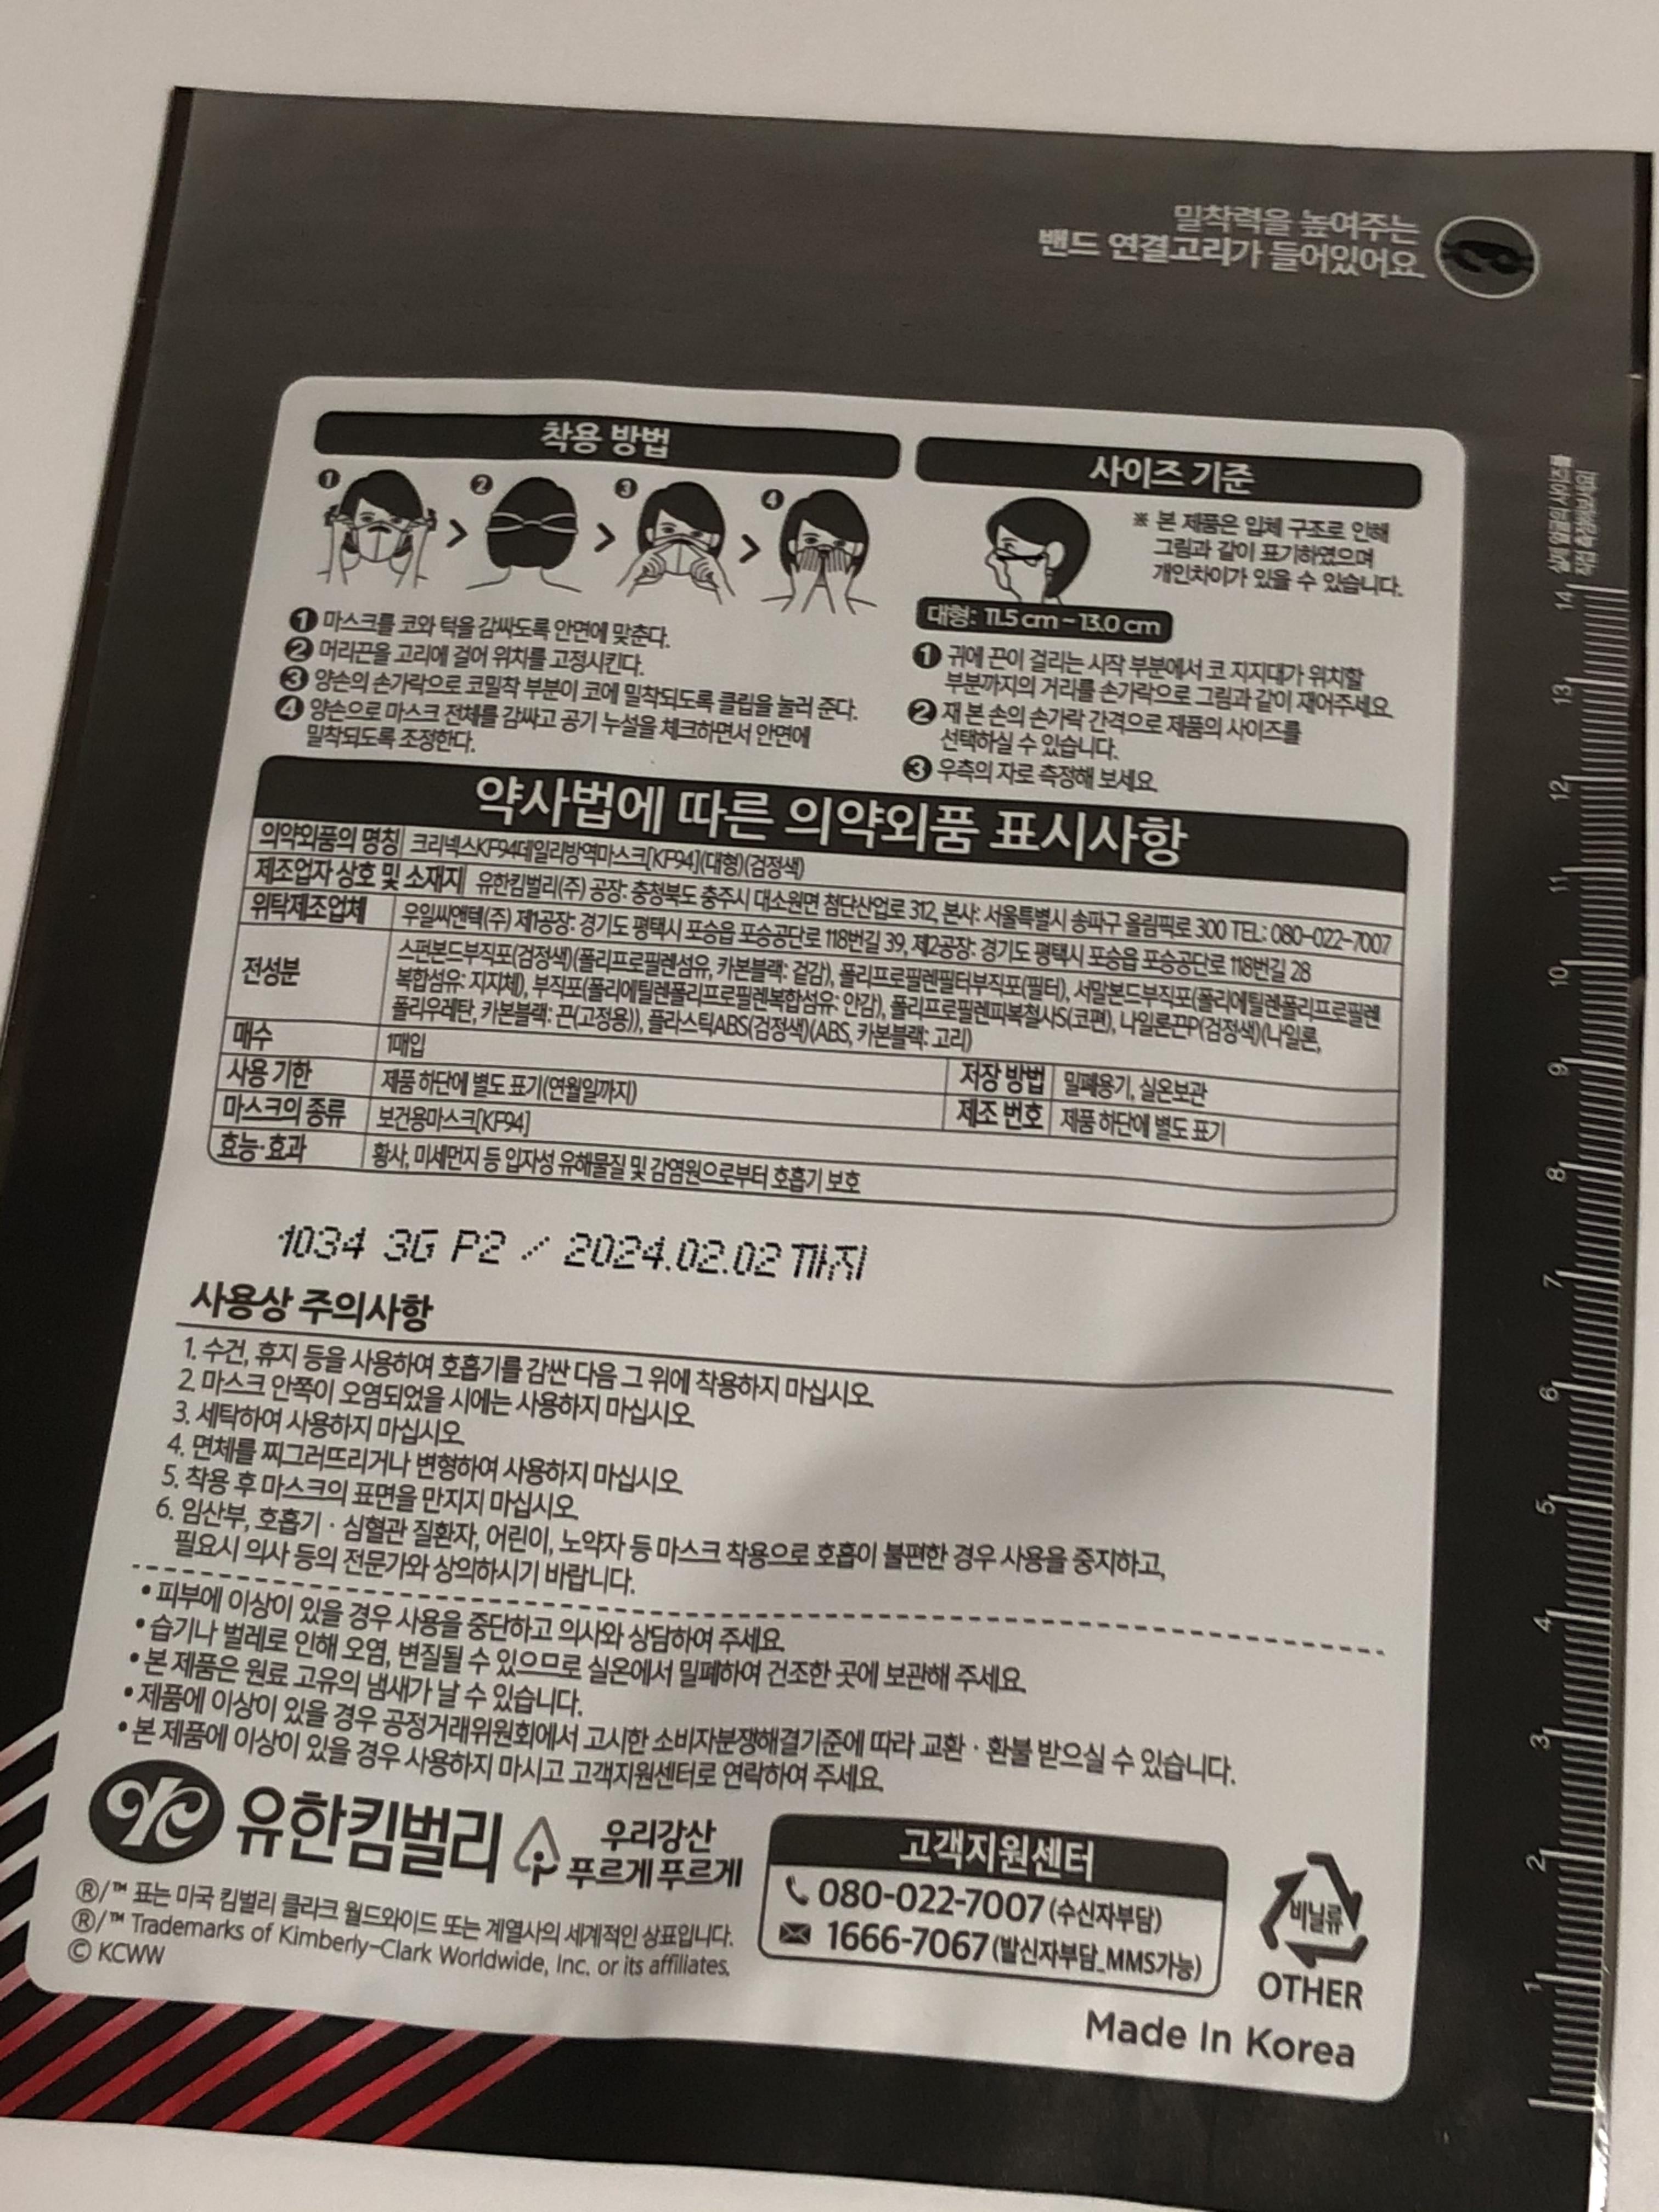 밀착력을 높여주는
밴드 연결고리가 들어있어요.
착용 방법
1
2
3
4
1 마스크를 코와 턱을 감싸도록 안면에 맞춘다.
2 머리끈을 고리에 걸어 위치를 고정시킨다.
3 양손의 손가락으로 코밀착 부분이 코에 밀착되도록 클립을 눌러 준다.
4 양손으로 마스크 전체를 감싸고 공기 누설을 체크하면서 안면에
밀착되도록 조정한다.
사이즈 기준
※ 본 제품은 입체 구조로 인해
그림과 같이 표기하였으며
개인차이가 있을 수 있습니다.
대형: 11.5 cm ~ 13.0 cm
1 귀에 끈이 걸리는 시작 부분에서 코 지지대가 위치할
부분까지의 거리를 손가락으로 그림과 같이 재어주세요.
2 재 본 손의 손가락 간격으로 제품의 사이즈를
선택하실 수 있습니다.
3 우측의 자로 측정해 보세요.
약사법에 따른 의약외품 표시사항
의약외품의 명칭 크리넥스KF94데일리방역마스크[KF94](대형)(검정색)
제조업자 상호 및 소재지 유한킴벌리(주) 공장: 충청북도 충주시 대소원면 첨단산업로 312, 본사: 서울특별시 송파구 올림픽로 300 TEL: 080-022-7007
위탁제조업체 우일씨앤텍(주) 제1공장: 경기도 평택시 포승읍 포승공단로 118번길 39, 제2공장: 경기도 평택시 포승읍 포승공단로 118번길 28
전성분 스펀본드부직포(검정색)(폴리프로필렌섬유, 카본블랙: 겉감), 폴리프로필렌필터부직포(필터), 서말본드부직포(폴리에틸렌폴리프로필렌
복합섬유: 지지체), 부직포(폴리에틸렌폴리프로필렌복합섬유: 안감), 폴리프로필렌피복철사S(코편), 나일론끈P(검정색)(나일론,
폴리우레탄, 카본블랙: 끈(고정용)), 플라스틱ABS(검정색)(ABS, 카본블랙: 고리)
매수 1매입
사용 기한 제품 하단에 별도 표기(연월일까지) 저장 방법 밀폐용기, 실온보관
마스크의 종류 보건용마스크[KF94] 제조 번호 제품 하단에 별도 표기
효능·효과 황사, 미세먼지 등 입자성 유해물질 및 감염원으로부터 호흡기 보호
1034 3G P2 / 2024.02.02 까지
사용상 주의사항
1. 수건, 휴지 등을 사용하여 호흡기를 감싼 다음 그 위에 착용하지 마십시오.
2. 마스크 안쪽이 오염되었을 시에는 사용하지 마십시오.
3. 세탁하여 사용하지 마십시오.
4. 면체를 찌그러뜨리거나 변형하여 사용하지 마십시오.
5. 착용 후 마스크의 표면을 만지지 마십시오.
6. 임산부, 호흡기 · 심혈관 질환자, 어린이, 노약자 등 마스크 착용으로 호흡이 불편한 경우 사용을 중지하고,
필요시 의사 등의 전문가와 상의하시기 바랍니다.
• 피부에 이상이 있을 경우 사용을 중단하고 의사와 상담하여 주세요.
• 습기나 벌레로 인해 오염, 변질될 수 있으므로 실온에서 밀폐하여 건조한 곳에 보관해 주세요.
• 본 제품은 원료 고유의 냄새가 날 수 있습니다.
• 제품에 이상이 있을 경우 공정거래위원회에서 고시한 소비자분쟁해결기준에 따라 교환 · 환불 받으실 수 있습니다.
• 본 제품에 이상이 있을 경우 사용하지 마시고 고객지원센터로 연락하여 주세요.
유한킴벌리
우리강산
푸르게 푸르게
®/™ 표는 미국 킴벌리 클라크 월드와이드 또는 계열사의 세계적인 상표입니다.
®/™ Trademarks of Kimberly-Clark Worldwide, Inc. or its affiliates.
© KCWW
고객지원센터
080-022-7007 (수신자부담)
1666-7067 (발신자부담_MMS가능)
비닐류
OTHER
Made In Korea
14
13
12
11
10
9
8
7
6
5
4
3
2
1